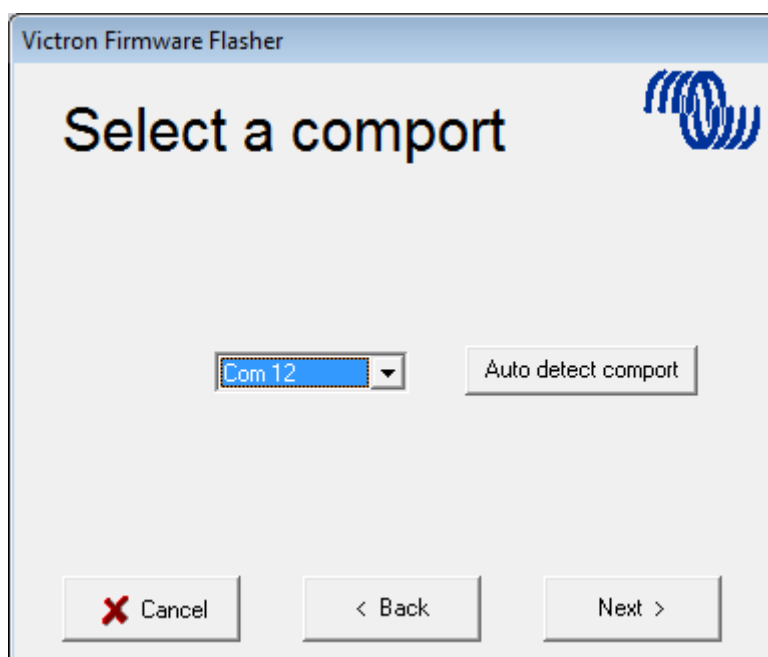 Victron Firmware Flasher
Select a comport
Com 12
Auto detect comport
Cancel
< Back
Next >